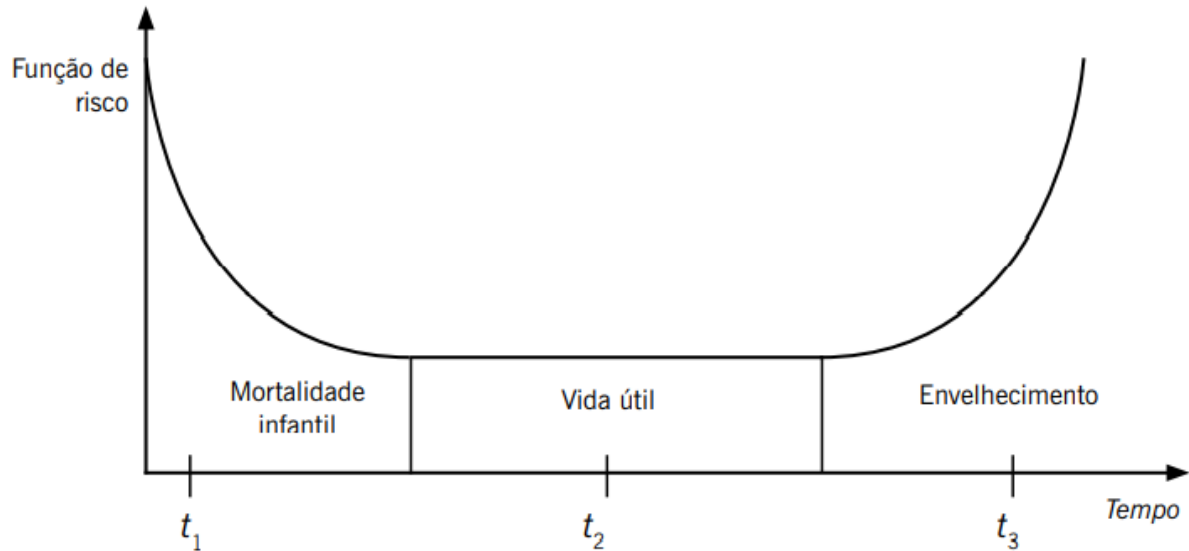 Função de
risco
Mortalidade
infantil
Vida útil
Envelhecimento
t₁
t₂
t₃
Tempo